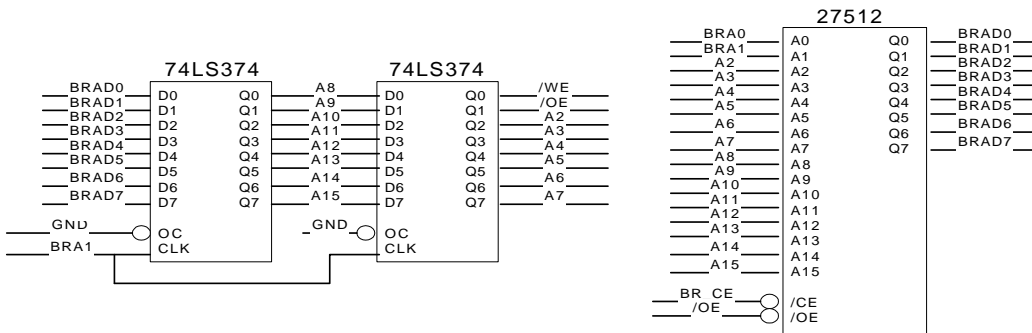 74LS374
BRAD0 D0 Q0 A8
BRAD1 D1 Q1 A9
BRAD2 D2 Q2 A10
BRAD3 D3 Q3 A11
BRAD4 D4 Q4 A12
BRAD5 D5 Q5 A13
BRAD6 D6 Q6 A14
BRAD7 D7 Q7 A15
GND OC
BRA1 CLK
74LS374
D0 Q0 /WE
D1 Q1 /OE
D2 Q2 A2
D3 Q3 A3
D4 Q4 A4
D5 Q5 A5
D6 Q6 A6
D7 Q7 A7
GND OC
CLK
27512
BRA0 A0 Q0 BRAD0
BRA1 A1 Q1 BRAD1
A2 A2 Q2 BRAD2
A3 A3 Q3 BRAD3
A4 A4 Q4 BRAD4
A5 A5 Q5 BRAD5
A6 A6 Q6 BRAD6
A7 A7 Q7 BRAD7
A8 A8
A9 A9
A10 A10
A11 A11
A12 A12
A13 A13
A14 A14
A15 A15
BR CE /CE
/OE /OE